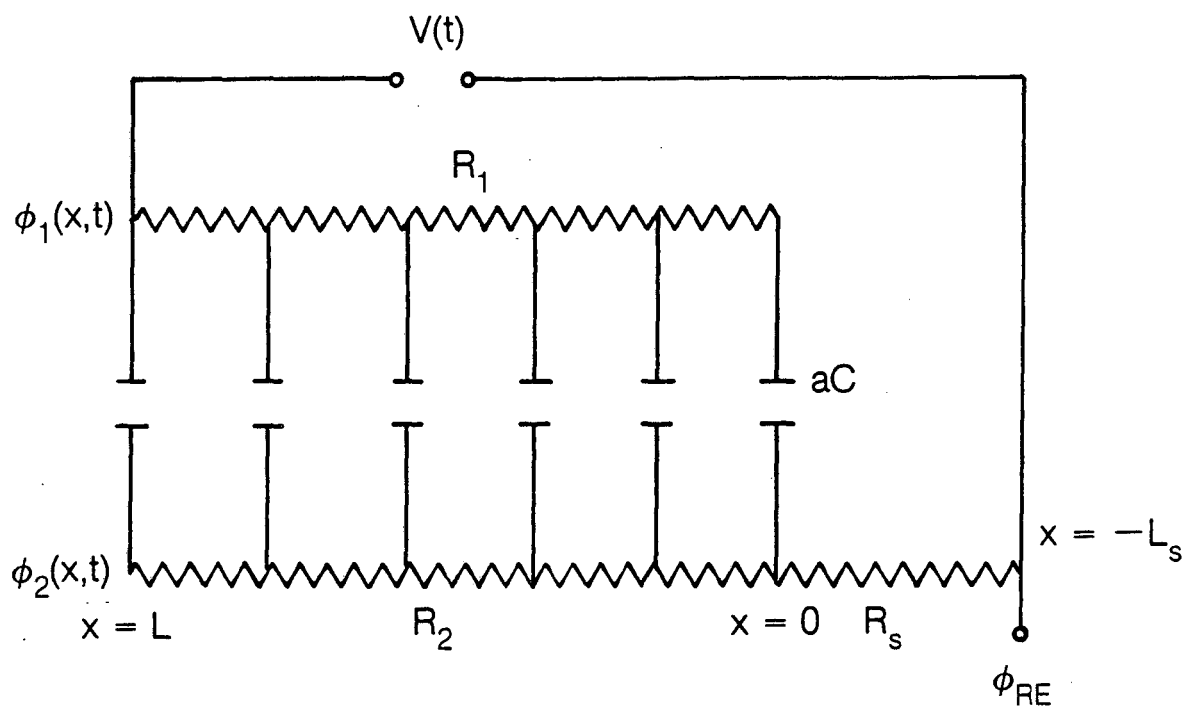 V(t)
R₁
ϕ₁(x,t)
aC
x = −Lₛ
ϕ₂(x,t)
x = L
R₂
x = 0
Rₛ
ϕRE